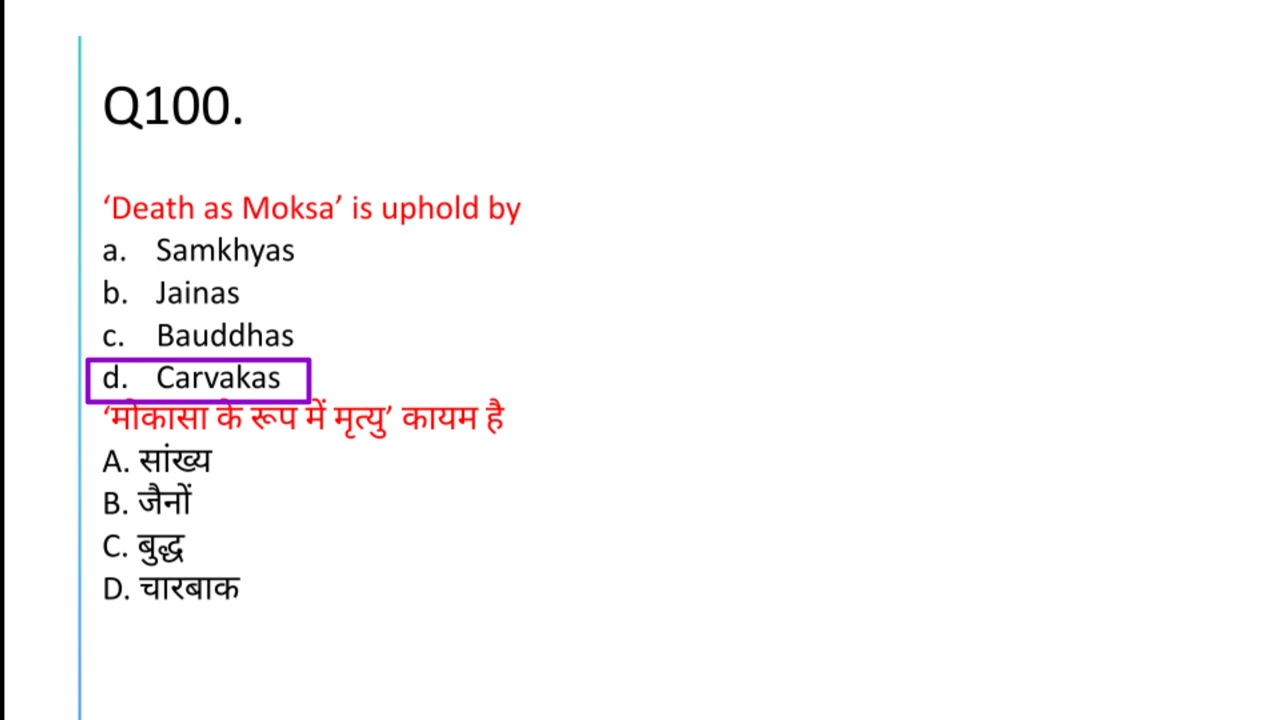 Q100.
‘Death as Moksa’ is uphold by
a. Samkhyas
b. Jainas
c. Bauddhas
d. Carvakas
‘मोकासा के रूप में मृत्यु’ कायम है
A. सांख्य
B. जैनों
C. बुद्ध
D. चारबाक